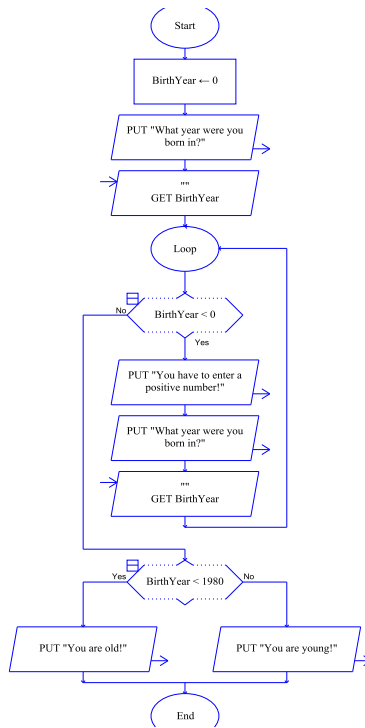 Start
BirthYear ← 0
PUT "What year were you
born in?"
""
GET BirthYear
Loop
No
BirthYear < 0
Yes
PUT "You have to enter a
positive number!"
PUT "What year were you
born in?"
""
GET BirthYear
Yes
BirthYear < 1980
No
PUT "You are old!"
PUT "You are young!"
End